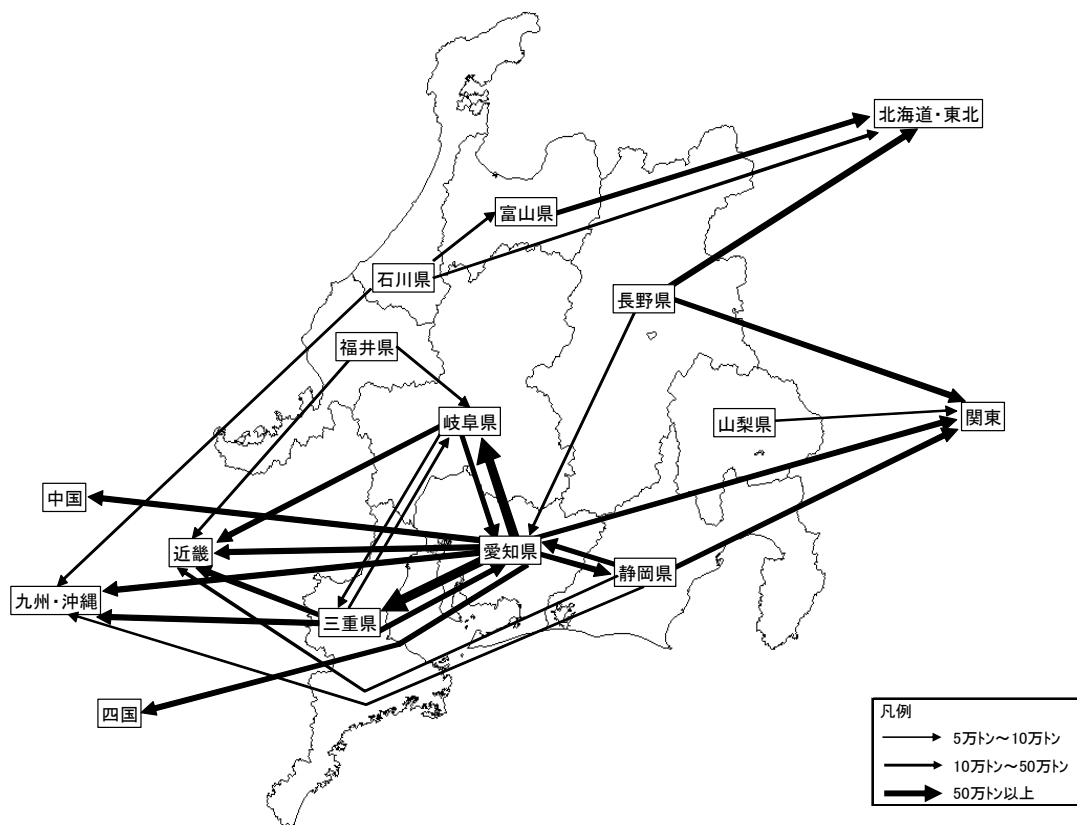 北海道・東北
富山県
石川県
長野県
福井県
岐阜県
山梨県
関東
中国
近畿
愛知県
静岡県
九州・沖縄
三重県
四国
凡例
5万トン～10万トン
10万トン～50万トン
50万トン以上